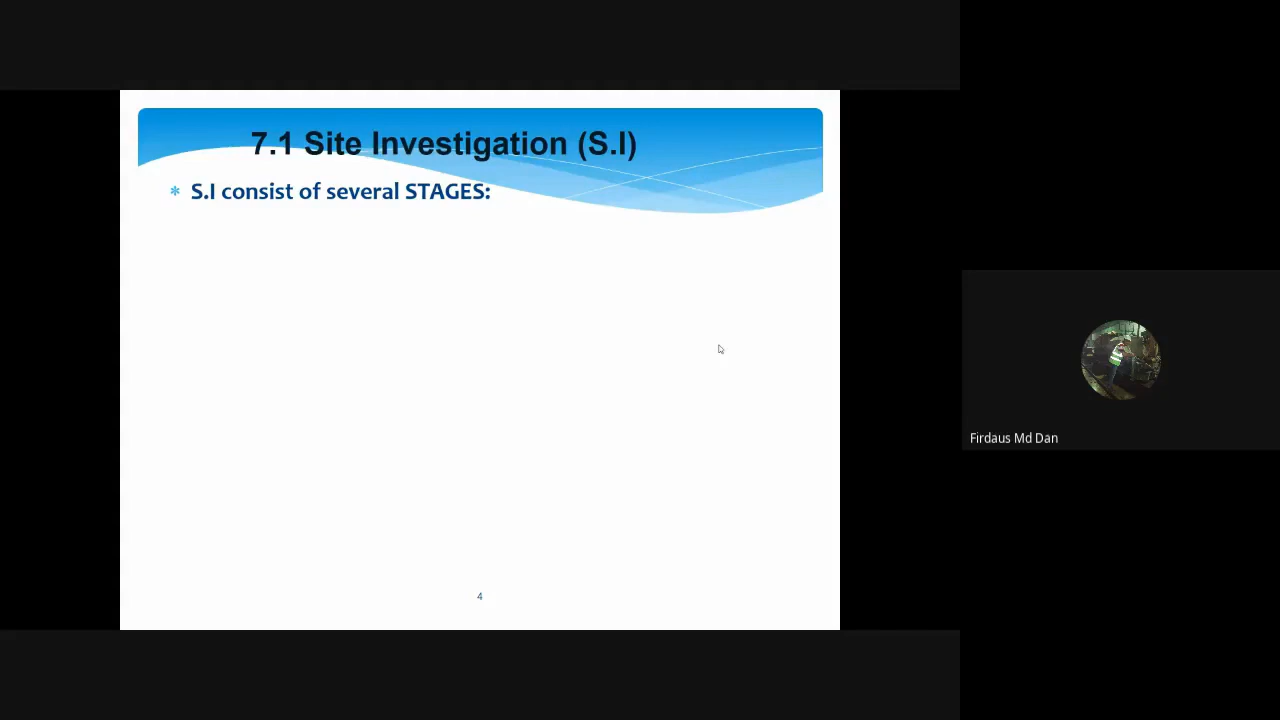 7.1 Site Investigation (S.I)
* S.I consist of several STAGES:
4
Firdaus Md Dan